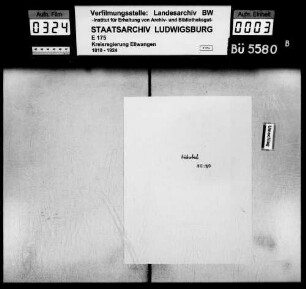 Aufn. Film
0324
Verfilmungsstelle: Landesarchiv BW
-Institut für Erhaltung von Archiv- und Bibliotheksgut-
STAATSARCHIV LUDWIGSBURG
E 175
Kreisregierung Ellwangen
1818 - 1924
Aufn. Einheit
0003
BÜ 5580 B